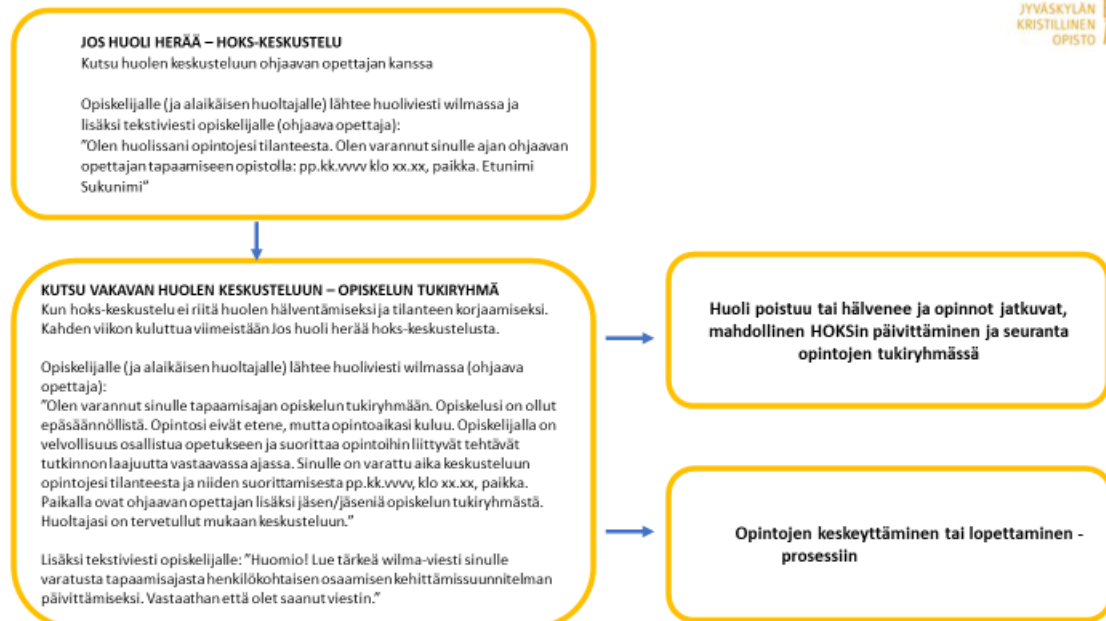 JYVÄSKYLÄN
KRISTILLINEN
OPISTO
JOS HUOLI HERÄÄ – HOKS-KESKUSTELU
Kutsu huolen keskusteluun ohjaavan opettajan kanssa
Opiskelijalle (ja alaikäisen huoltajalle) lähtee huoliviesti wilmassa ja
lisäksi tekstiviesti opiskelijalle (ohjaava opettaja):
”Olen huolissani opintojesi tilanteesta. Olen varannut sinulle ajan ohjaavan
opettajan tapaamiseen opistolla: pp.kk.vvvv klo xx.xx, paikka. Etunimi
Sukunimi”
KUTSU VAKAVAN HUOLEN KESKUSTELUUN – OPISKELUN TUKIRYHMÄ
Kun hoks-keskustelu ei riitä huolen hälventämiseksi ja tilanteen korjaamiseksi.
Kahden viikon kuluttua viimeistään Jos huoli herää hoks-keskustelusta.
Opiskelijalle (ja alaikäisen huoltajalle) lähtee huoliviesti wilmassa (ohjaava
opettaja):
”Olen varannut sinulle tapaamisajan opiskelun tukiryhmään. Opiskelusi on ollut
epäsäännöllistä. Opintosi eivät etene, mutta opintoaikasi kuluu. Opiskelijalla on
velvollisuus osallistua opetukseen ja suorittaa opintoihin liittyvät tehtävät
tutkinnon laajuutta vastaavassa ajassa. Sinulle on varattu aika keskusteluun
opintojesi tilanteesta ja niiden suorittamisesta pp.kk.vvvv, klo xx.xx, paikka.
Paikalla ovat ohjaavan opettajan lisäksi jäsen/jäseniä opiskelun tukiryhmästä.
Huoltajasi on tervetullut mukaan keskusteluun.”
Lisäksi tekstiviesti opiskelijalle: ”Huomio! Lue tärkeä wilma-viesti sinulle
varatusta tapaamisajasta henkilökohtaisen osaamisen kehittämissuunnitelman
päivittämiseksi. Vastaathan että olet saanut viestin.”
Huoli poistuu tai hälvenee ja opinnot jatkuvat,
mahdollinen HOKSin päivittäminen ja seuranta
opintojen tukiryhmässä
Opintojen keskeyttäminen tai lopettaminen -
prosessiin